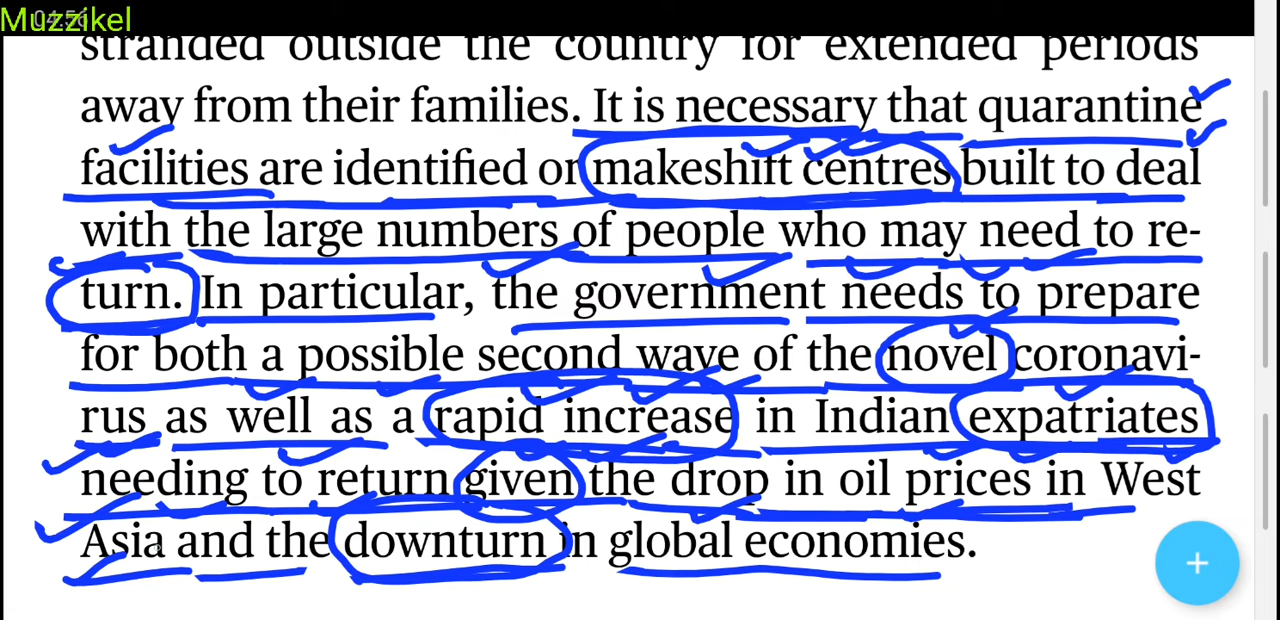 Muzzikel
04:56
stranded outside the country for extended periods
away from their families. It is necessary that quarantine
facilities are identified or makeshift centres built to deal
with the large numbers of people who may need to re-
turn. In particular, the government needs to prepare
for both a possible second wave of the novel coronavi-
rus as well as a rapid increase in Indian expatriates
needing to return given the drop in oil prices in West
Asia and the downturn in global economies.
+